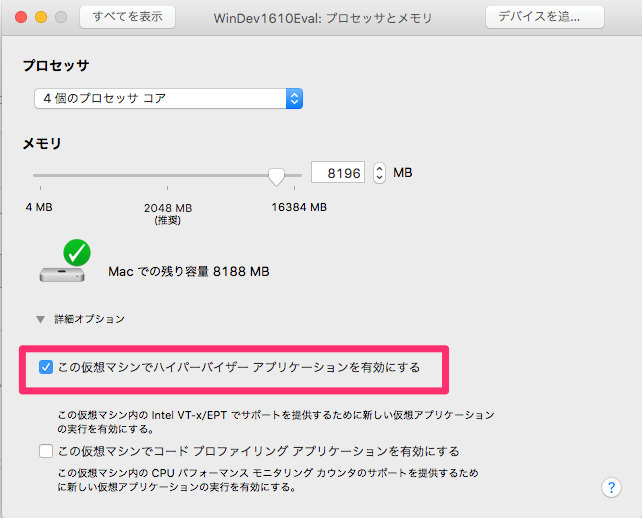 すべてを表示
WinDev1610Eval: プロセッサとメモリ
デバイスを追...
プロセッサ
4 個のプロセッサ コア
メモリ
8196 MB
4 MB
2048 MB
(推奨)
16384 MB
Mac での残り容量 8188 MB
詳細オプション
この仮想マシンでハイパーバイザー アプリケーションを有効にする
この仮想マシン内の Intel VT-x/EPT でサポートを提供するために新しい仮想アプリケーション
の実行を有効にする。
この仮想マシンでコード プロファイリング アプリケーションを有効にする
この仮想マシン内の CPU パフォーマンス モニタリング カウンタのサポートを提供するため
に新しい仮想アプリケーションの実行を有効にする。
?